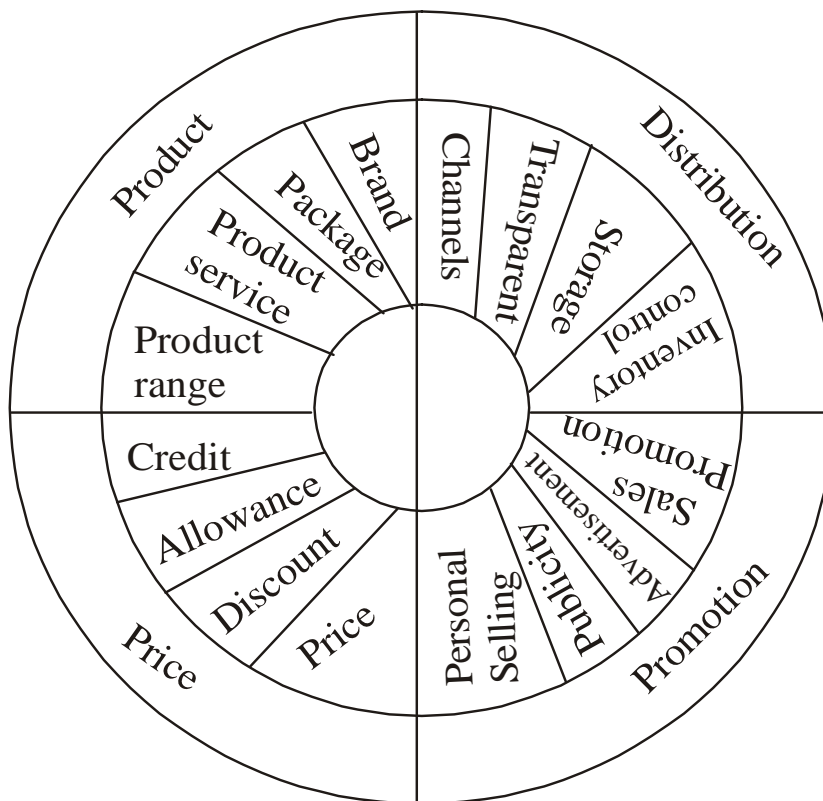 Product
Brand
Package
Product
service
Product
range
Distribution
Channels
Transparent
Storage
Inventory
control
Price
Credit
Allowance
Discount
Price
Promotion
Sales
Promotion
Advertisement
Publicity
Personal
Selling